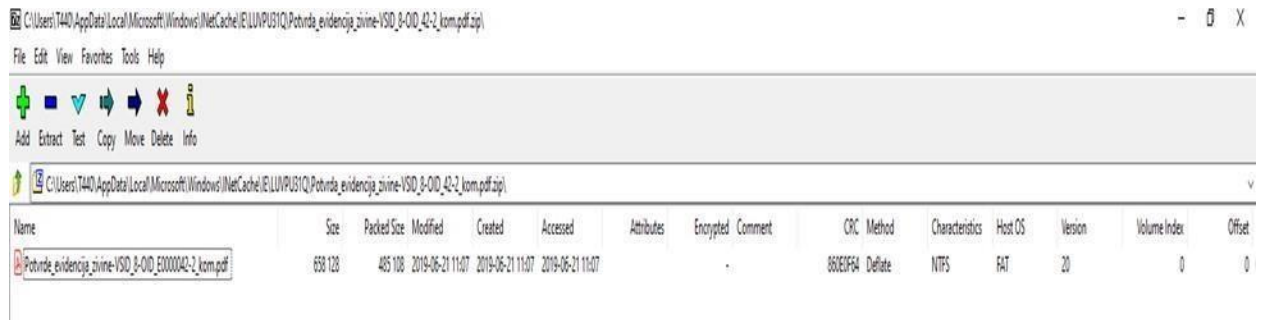 C:\Users\T440\AppData\Local\Microsoft\Windows\INetCache\IE\LUVPU31Q\Potvrda_evidencija_zivine-VSID_8-OID_42-2_kom.pdf.zip\
File Edit View Favorites Tools Help
Add Extract Test Copy Move Delete Info
C:\Users\T440\AppData\Local\Microsoft\Windows\INetCache\IE\LUVPU31Q\Potvrda_evidencija_zivine-VSID_8-OID_42-2_kom.pdf.zip\
Name Size Packed Size Modified Created Accessed Attributes Encrypted Comment CRC Method Characteristics Host OS Version Volume Index Offset
Potvrde_evidencija_zivine-VSID_8-OID_E0000042-2_kom.pdf 658 128 485 108 2019-06-21 11:07 2019-06-21 11:07 2019-06-21 11:07 - 860E0F64 Deflate NTFS FAT 20 0 0